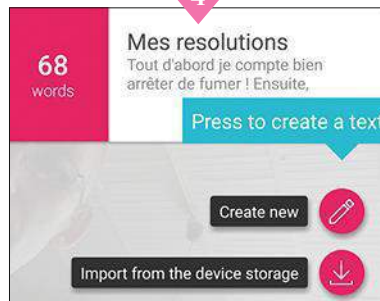 4
68
words
Mes resolutions
Tout d'abord je compte bien
arrêter de fumer ! Ensuite,
Press to create a text
Create new
Import from the device storage